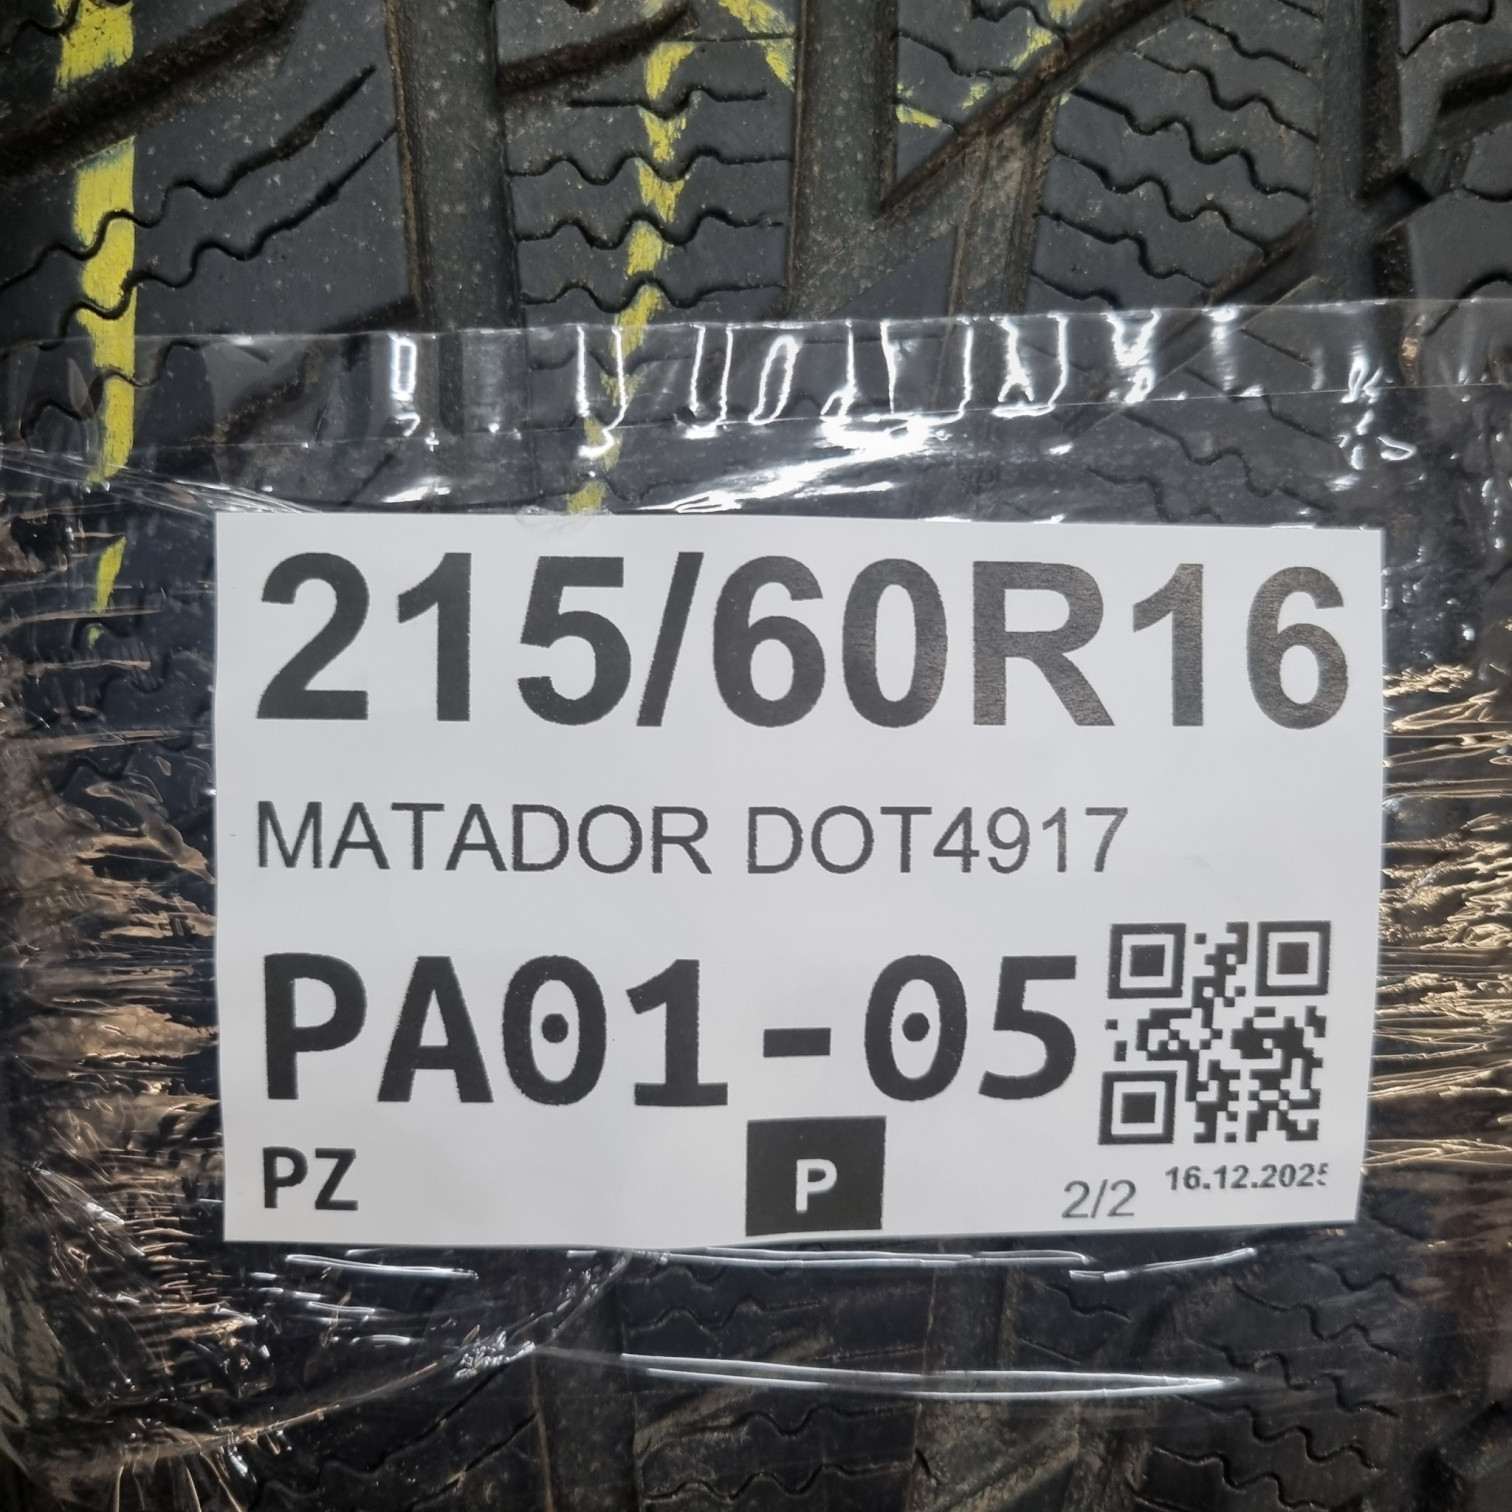 215/60R16
MATADOR DOT4917
PA01-05
PZ
P
2/2
16.12.2025